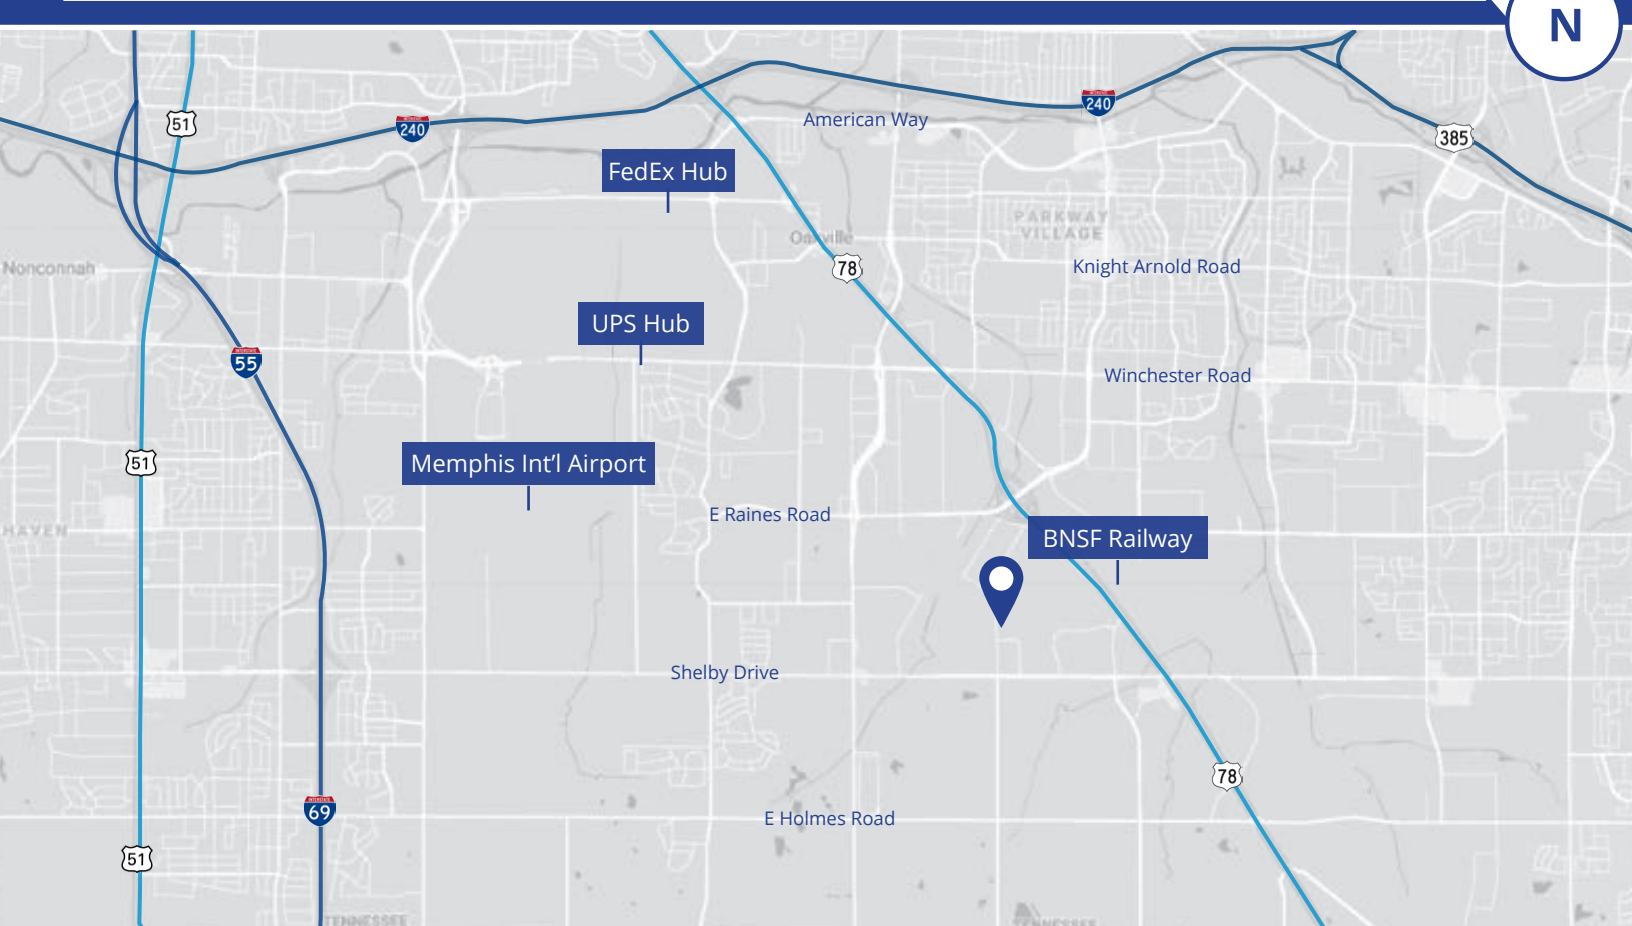 N
51
240
240
American Way
385
FedEx Hub
PARKWAY
VILLAGE
Oakville
Nonconnah
78
Knight Arnold Road
UPS Hub
55
Winchester Road
51
Memphis Int'l Airport
E Raines Road
HAVEN
BNSF Railway
Shelby Drive
78
69
E Holmes Road
51
TENNESSEE
TENNESSEE